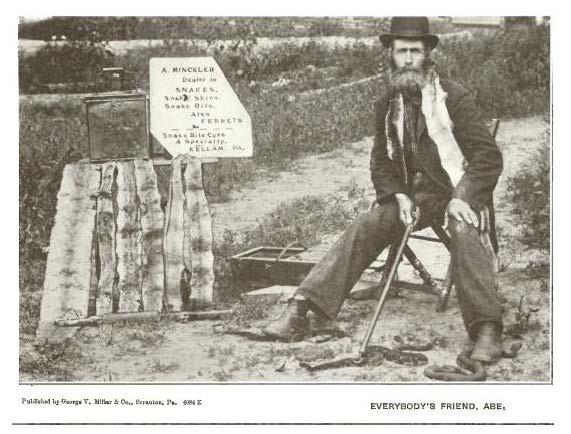 A. MINCKLER
Dealer in
SNAKES,
Snake Skins,
Snake Oils,
Also
FERRETS
Snake Bite Cure
A Specialty.
KELLAM, PA.
Published by George V. Millar & Co., Scranton, Pa. 4084 K
EVERYBODY'S FRIEND, ABE,